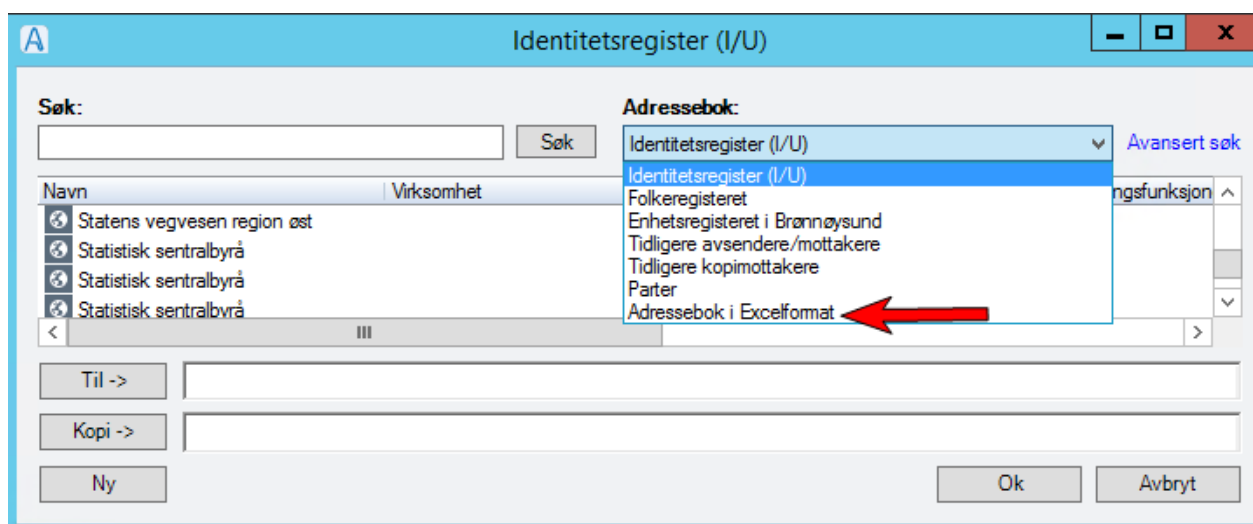 Identitetsregister (I/U)
Søk:
Adressebok:
Søk
Identitetsregister (I/U)
Avansert søk
Identitetsregister (I/U)
Folkeregisteret
Enhetsregisteret i Brønnøysund
Tidligere avsendere/mottakere
Tidligere kopimottakere
Parter
Adressebok i Excelformat
Navn
Virksomhet
ngsfunksjon
Statens vegvesen region øst
Statistisk sentralbyrå
Statistisk sentralbyrå
Statistisk sentralbyrå
Til ->
Kopi ->
Ny
Ok
Avbryt